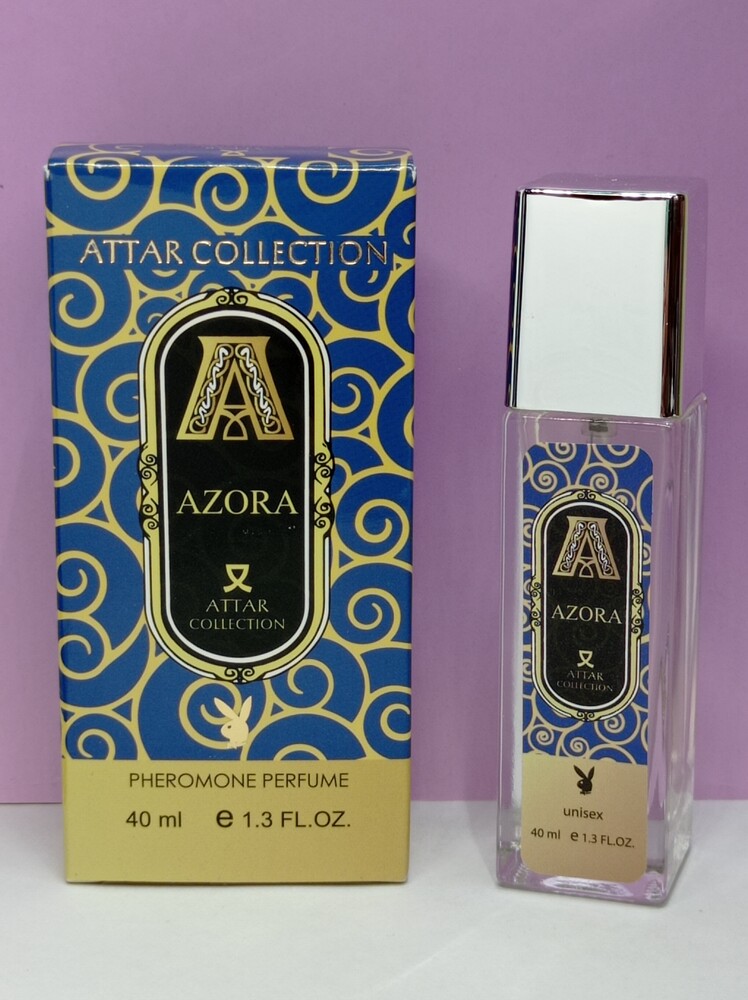 ATTAR COLLECTION
A
AZORA
ATTAR
COLLECTION
PHEROMONE PERFUME
40 ml e 1.3 FL.OZ.
A
AZORA
ATTAR
COLLECTION
unisex
40 ml e 1.3 FL.OZ.